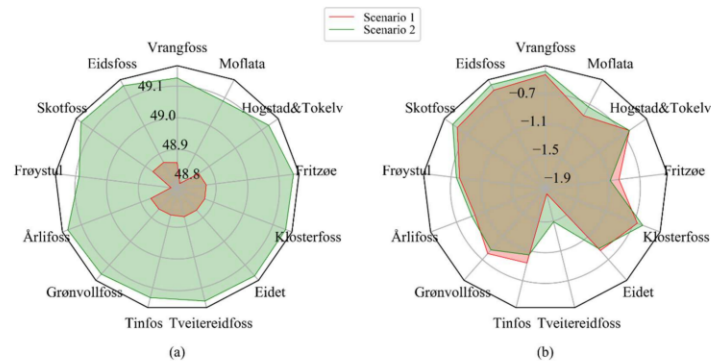 Scenario 1
Scenario 2
Vrangfoss
Eidsfoss
Moflata
49.1
Skotfoss
Hogstad&Tokelv
49.0
48.9
Frøystul
48.8
Fritzøe
Årlifoss
Klosterfoss
Grønvollfoss
Eidet
Tinfos
Tveitereidfoss
(a)
Vrangfoss
Eidsfoss
Moflata
−0.7
Skotfoss
Hogstad&Tokelv
−1.1
−1.5
Frøystul
−1.9
Fritzøe
Årlifoss
Klosterfoss
Grønvollfoss
Eidet
Tinfos
Tveitereidfoss
(b)